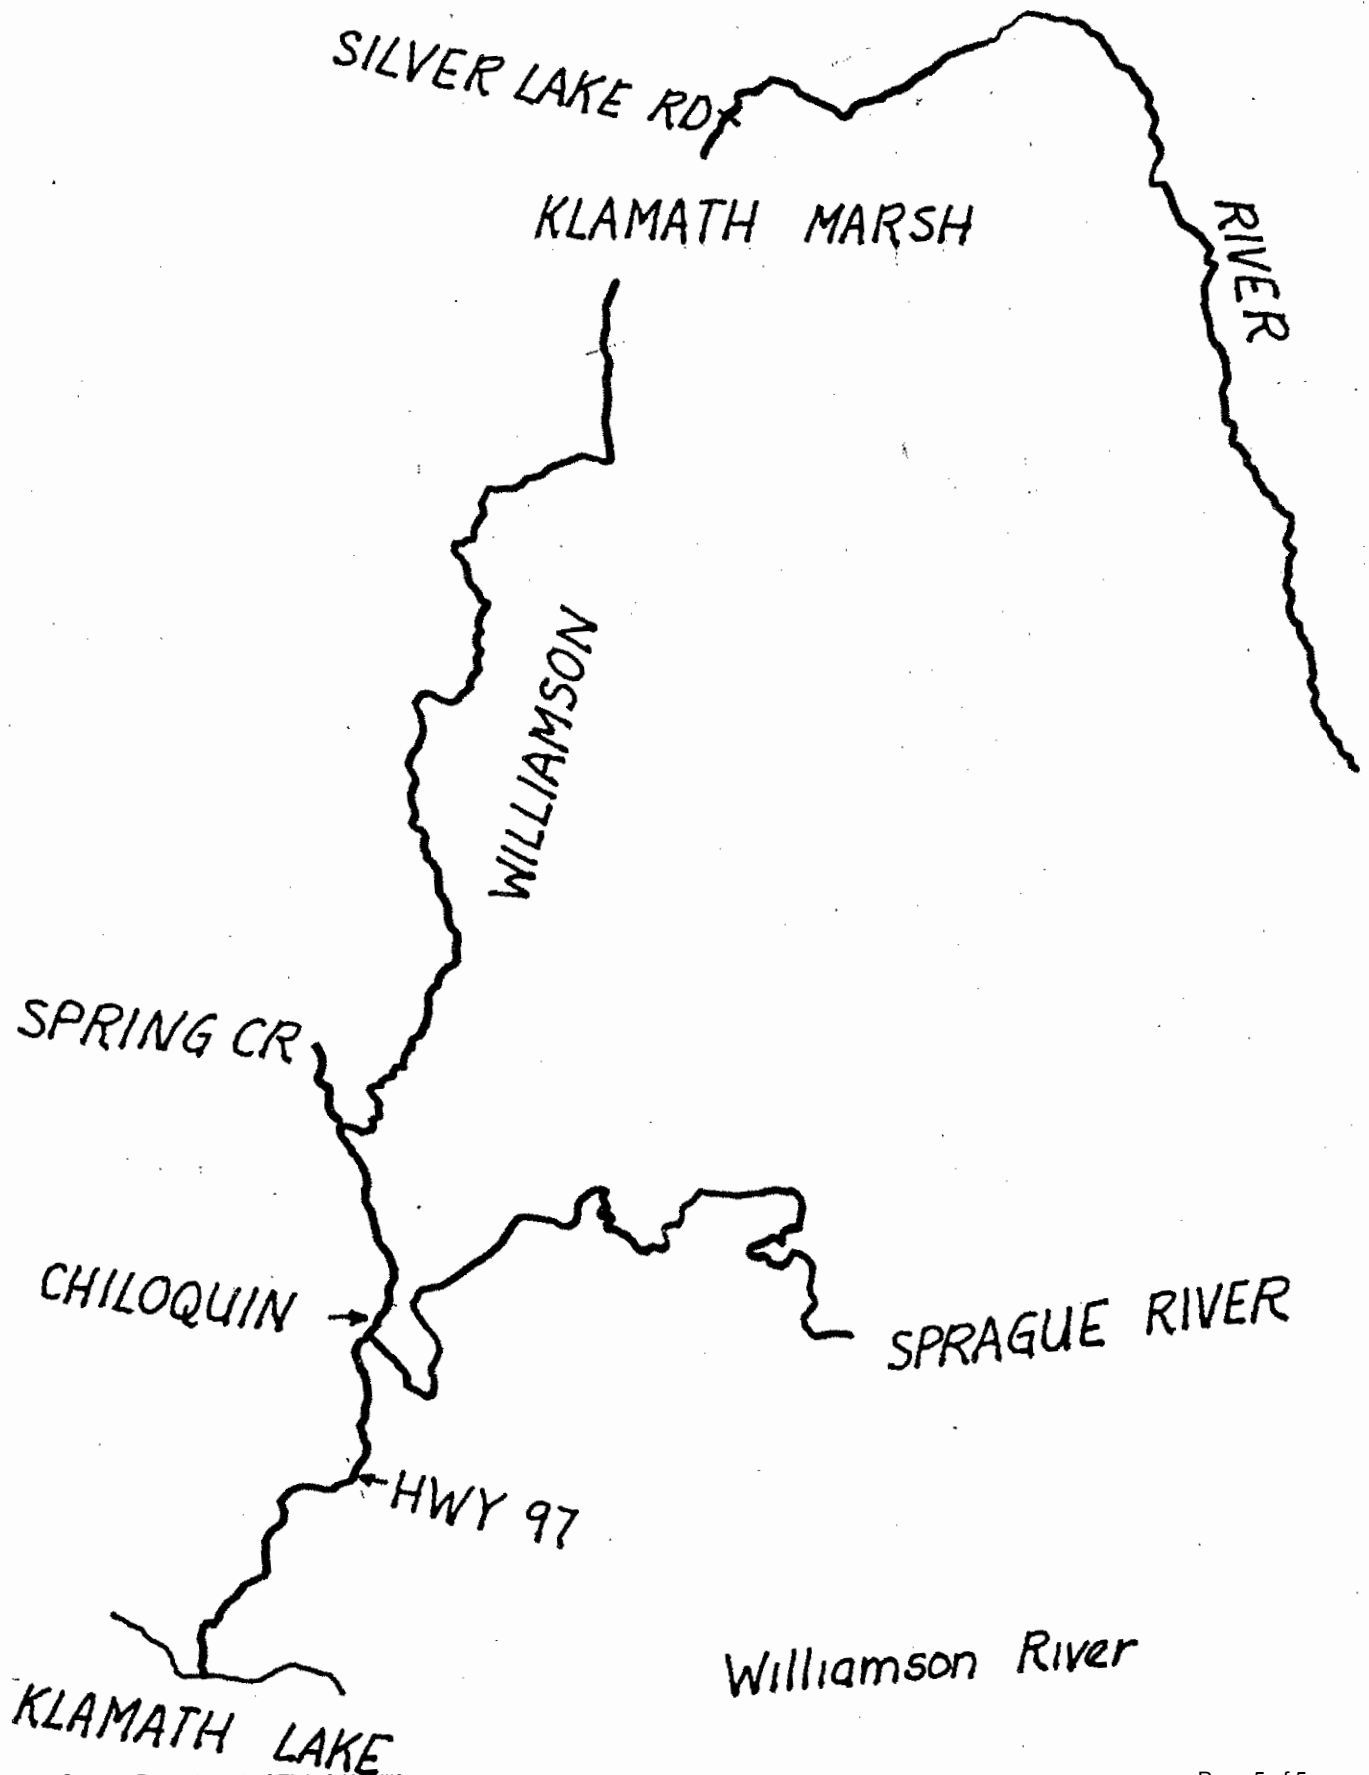 SILVER LAKE RD
KLAMATH MARSH
RIVER
WILLIAMSON
SPRING CR
CHILOQUIN
SPRAGUE RIVER
HWY 97
Williamson River
KLAMATH LAKE